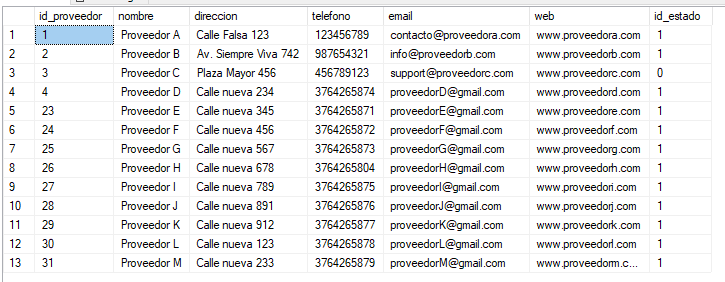 id_proveedor nombre direccion telefono email web id_estado
1 1 Proveedor A Calle Falsa 123 123456789 contacto@proveedora.com www.proveedora.com 1
2 2 Proveedor B Av. Siempre Viva 742 987654321 info@proveedorb.com www.proveedorb.com 1
3 3 Proveedor C Plaza Mayor 456 456789123 support@proveedorc.com www.proveedorc.com 0
4 4 Proveedor D Calle nueva 234 3764265874 proveedorD@gmail.com www.proveedore.com 1
5 23 Proveedor E Calle nueva 345 3764265871 proveedorE@gmail.com www.proveedore.com 1
6 24 Proveedor F Calle nueva 456 3764265872 proveedorF@gmail.com www.proveedorf.com 1
7 25 Proveedor G Calle nueva 567 3764265873 proveedorG@gmail.com www.proveedorg.com 1
8 26 Proveedor H Calle nueva 678 3764265804 proveedorH@gmail.com www.proveedorh.com 1
9 27 Proveedor I Calle nueva 789 3764265875 proveedorI@gmail.com www.proveedori.com 1
10 28 Proveedor J Calle nueva 891 3764265876 proveedorJ@gmail.com www.proveedorj.com 1
11 29 Proveedor K Calle nueva 912 3764265877 proveedorK@gmail.com www.proveedork.com 1
12 30 Proveedor L Calle nueva 123 3764265878 proveedorL@gmail.com www.proveedorl.com 1
13 31 Proveedor M Calle nueva 233 3764265879 proveedorM@gmail.com www.proveedorm.c... 1